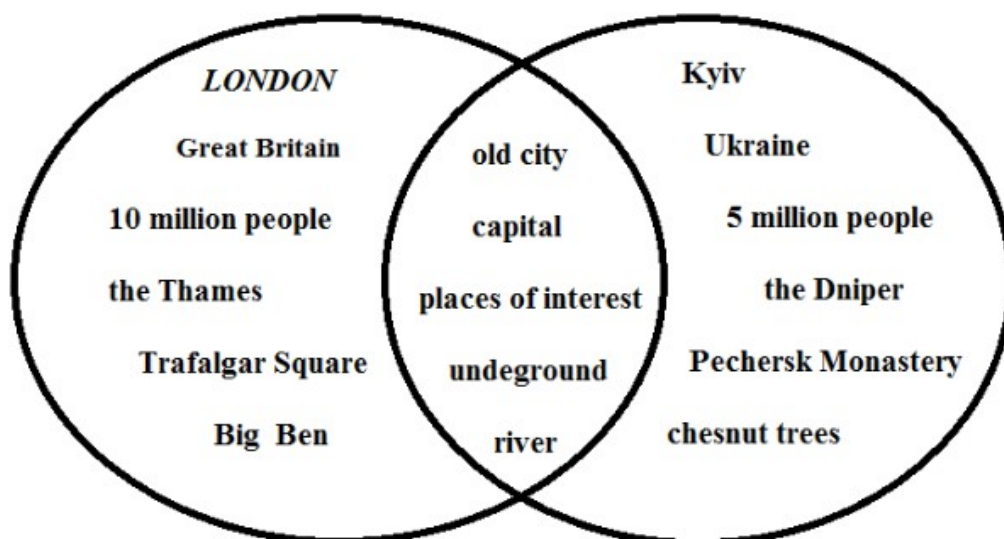 LONDON
Great Britain
10 million people
the Thames
Trafalgar Square
Big Ben
old city
capital
places of interest
undeground
river
Kyiv
Ukraine
5 million people
the Dniper
Pechersk Monastery
chesnut trees